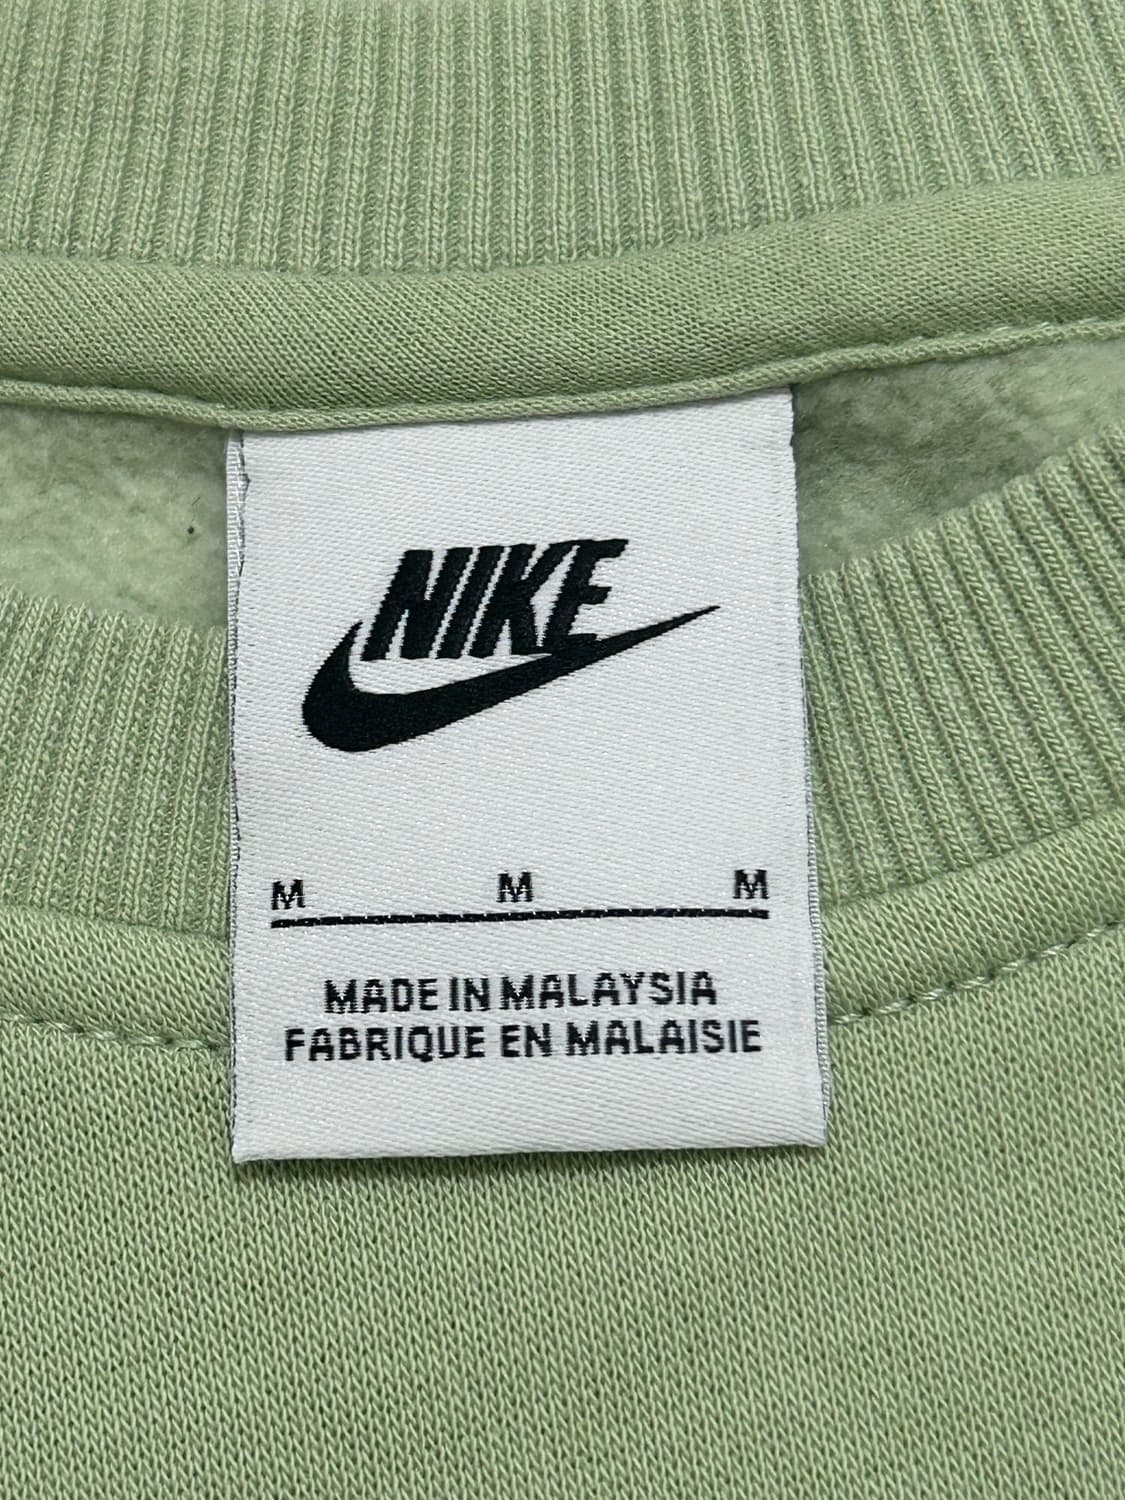 NIKE
M M M
MADE IN MALAYSIA
FABRIQUE EN MALAISIE